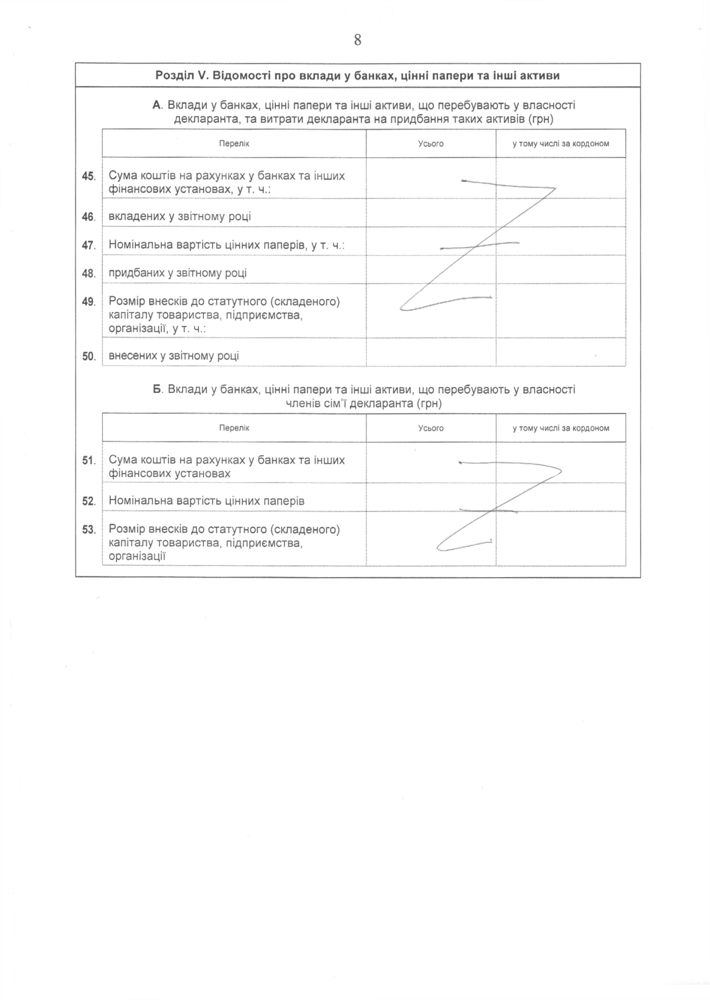 8
Розділ V. Відомості про вклади у банках, цінні папери та інші активи
А. Вклади у банках, цінні папери та інші активи, що перебувають у власності
декларанта, та витрати декларанта на придбання таких активів (грн)
Перелік Усього у тому числі за кордоном
45. Сума коштів на рахунках у банках та інших
фінансових установах, у т. ч.:
46. вкладених у звітному році
47. Номінальна вартість цінних паперів, у т. ч.:
48. придбаних у звітному році
49. Розмір внесків до статутного (складеного)
капіталу товариства, підприємства,
організації, у т. ч.:
50. внесених у звітному році
Б. Вклади у банках, цінні папери та інші активи, що перебувають у власності
членів сім’ї декларанта (грн)
Перелік Усього у тому числі за кордоном
51. Сума коштів на рахунках у банках та інших
фінансових установах
52. Номінальна вартість цінних паперів
53. Розмір внесків до статутного (складеного)
капіталу товариства, підприємства,
організації